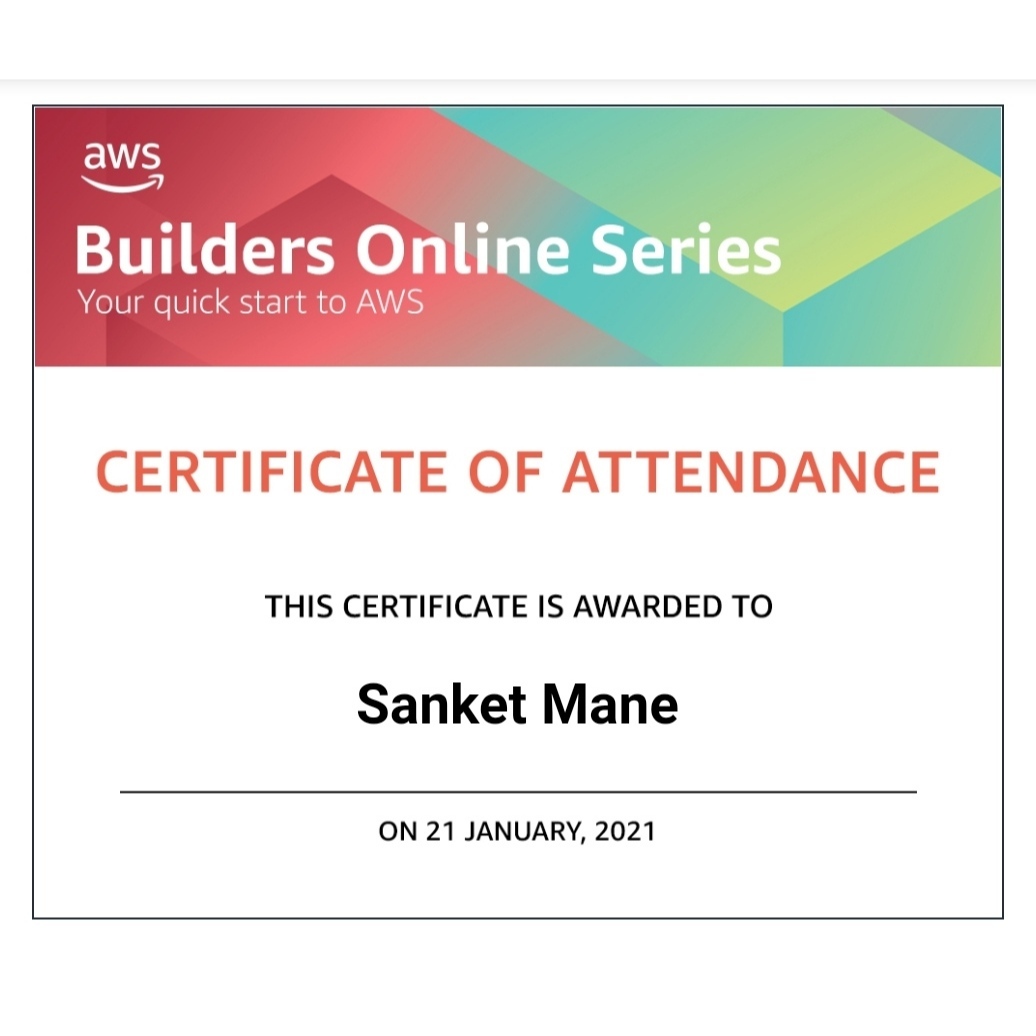 aws
Builders Online Series
Your quick start to AWS
CERTIFICATE OF ATTENDANCE
THIS CERTIFICATE IS AWARDED TO
Sanket Mane
ON 21 JANUARY, 2021